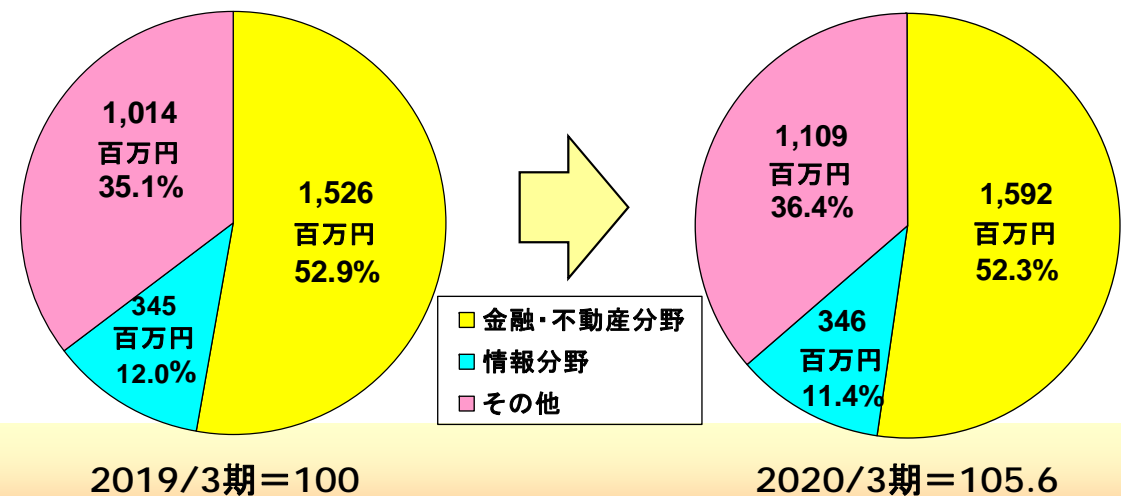 1,014
百万円
35.1%
1,526
百万円
52.9%
345
百万円
12.0%
1,109
百万円
36.4%
1,592
百万円
52.3%
346
百万円
11.4%
金融・不動産分野
情報分野
その他
2019/3期＝100
2020/3期＝105.6